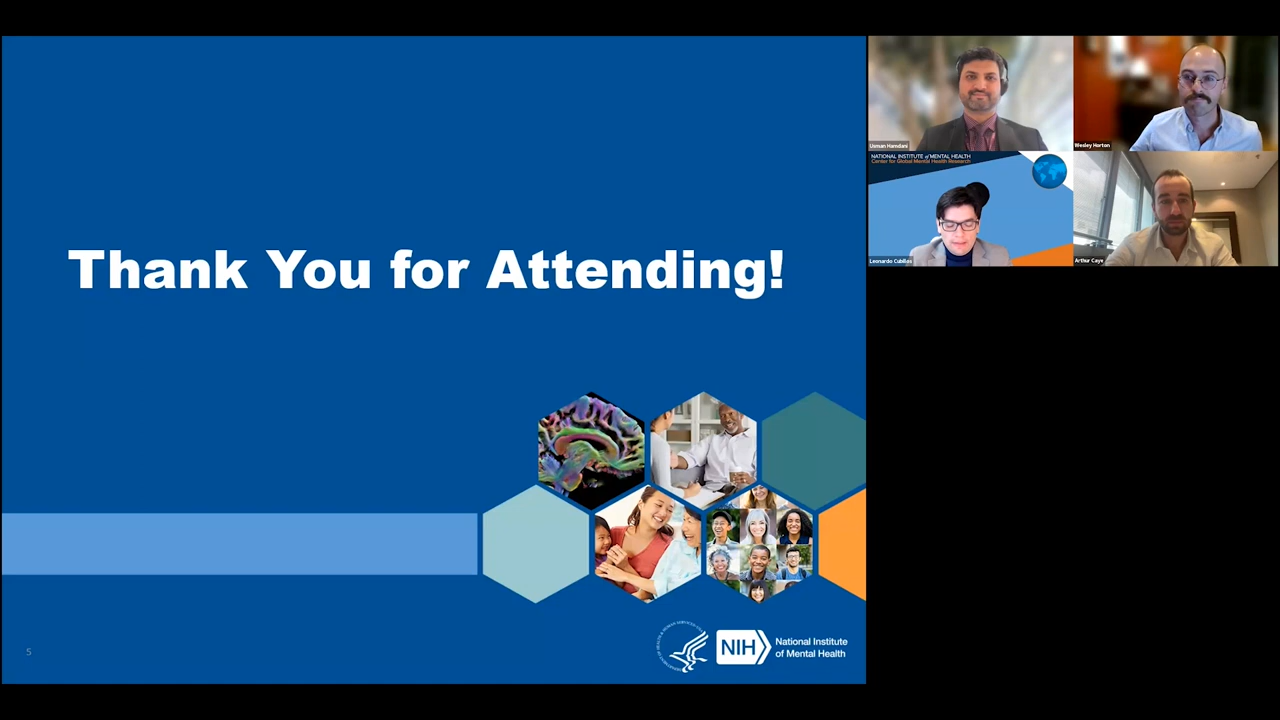 Thank You for Attending!
5
NIH
National Institute
of Mental Health
Usman Hamdani
Wesley Horton
NATIONAL INSTITUTE of MENTAL HEALTH
Center for Global Mental Health Research
Leonardo Cubillos
Arthur Caye